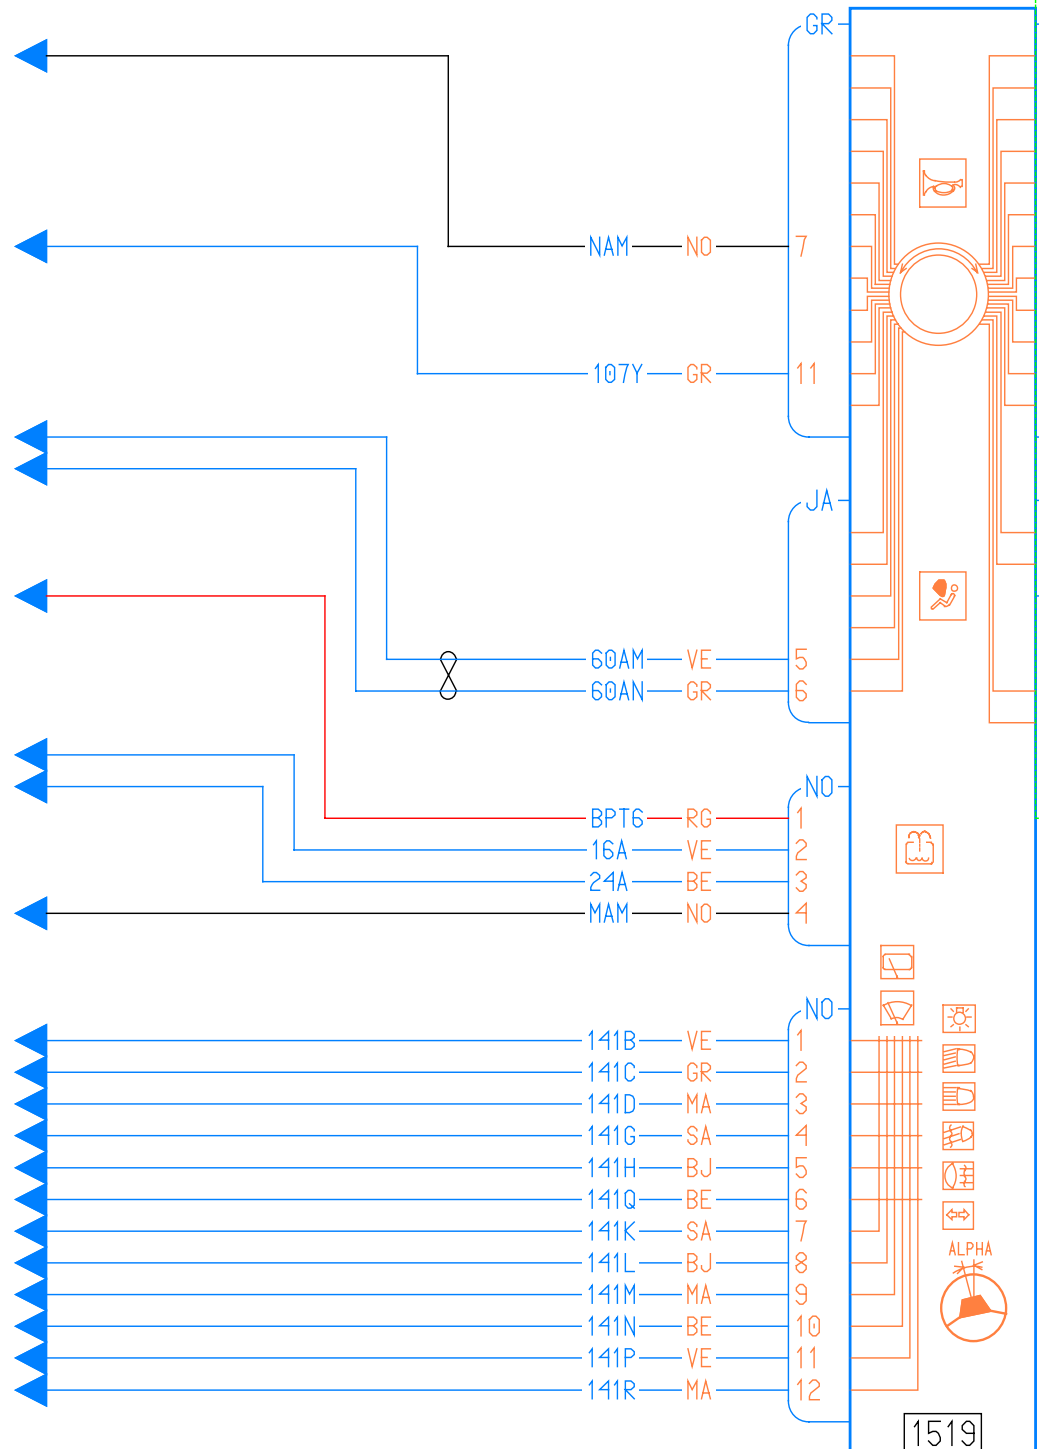 GR
NAM NO 7
107Y GR 11
JA
60AM VE 5
60AN GR 6
NO
BPT6 RG 1
16A VE 2
24A BE 3
MAM NO 4
NO
141B VE 1
141C GR 2
141D MA 3
141G SA 4
141H BJ 5
141Q BE 6
141K SA 7
141L BJ 8
ALPHA
141M MA 9
141N BE 10
141P VE 11
141R MA 12
1519